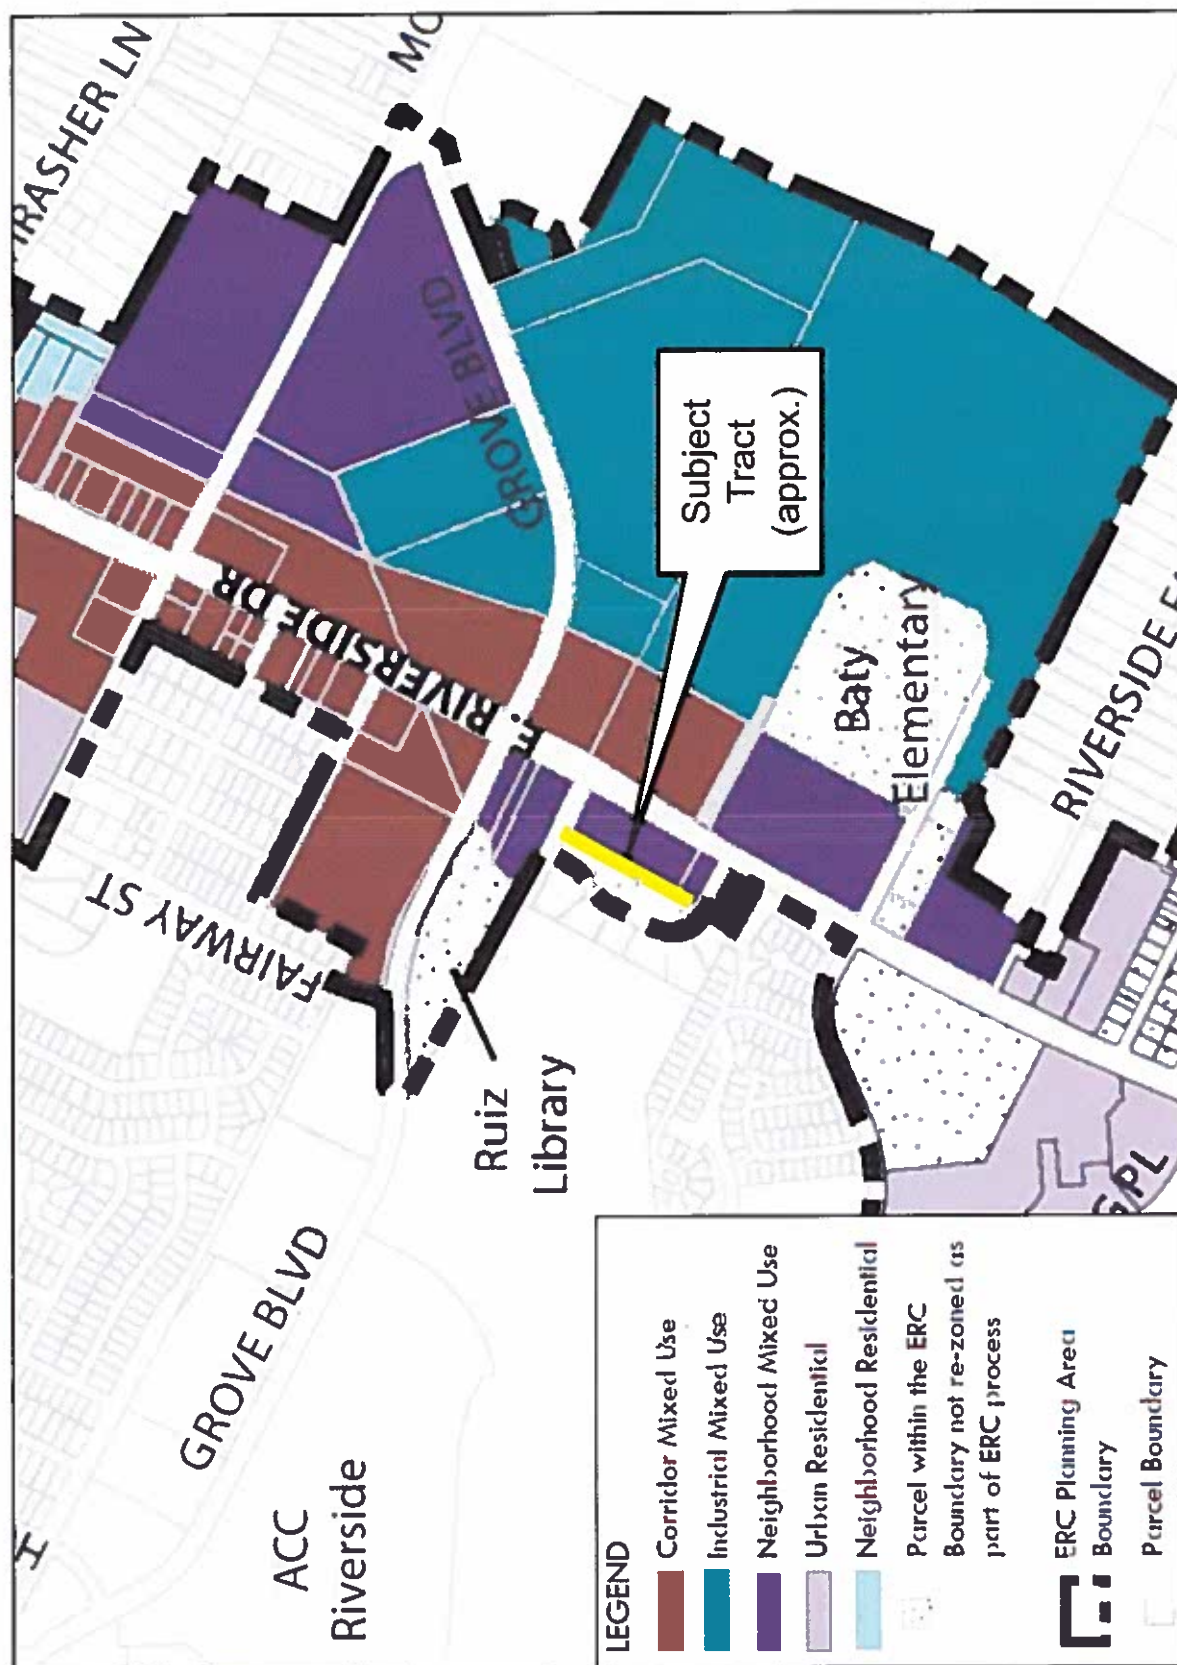 THRASHER LN
MO
GROVE BLVD
E RIVERSIDE DR
Subject
Tract
(approx.)
Baty
Elementary
RIVERSIDE FA
FAIRWAY ST
Ruiz
Library
GROVE BLVD
ACC
Riverside
G PL
H
LEGEND
Corridor Mixed Use
Industrial Mixed Use
Neighborhood Mixed Use
Urban Residential
Neighborhood Residential
Parcel within the ERC
Boundary not re-zoned as
part of ERC process
ERC Planning Area
Boundary
Parcel Boundary